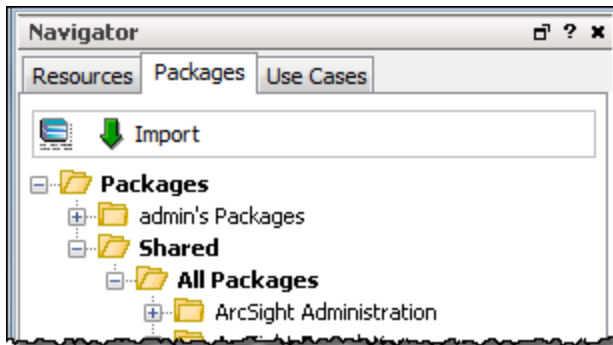 Navigator
Resources Packages Use Cases
Import
Packages
admin's Packages
Shared
All Packages
ArcSight Administration